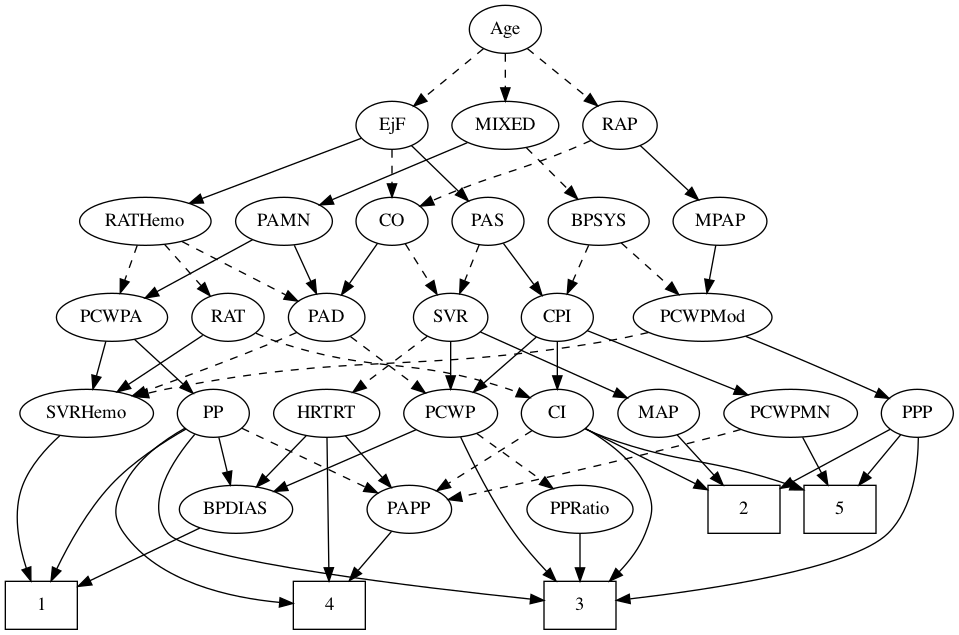 Age
EjF MIXED RAP
RATHemo PAMN CO PAS BPSYS MPAP
PCWPA RAT PAD SVR CPI PCWPMod
SVRHemo PP HRTRT PCWP CI MAP PCWPMN PPP
BPDIAS PAPP PPRatio 2 5
1 4 3